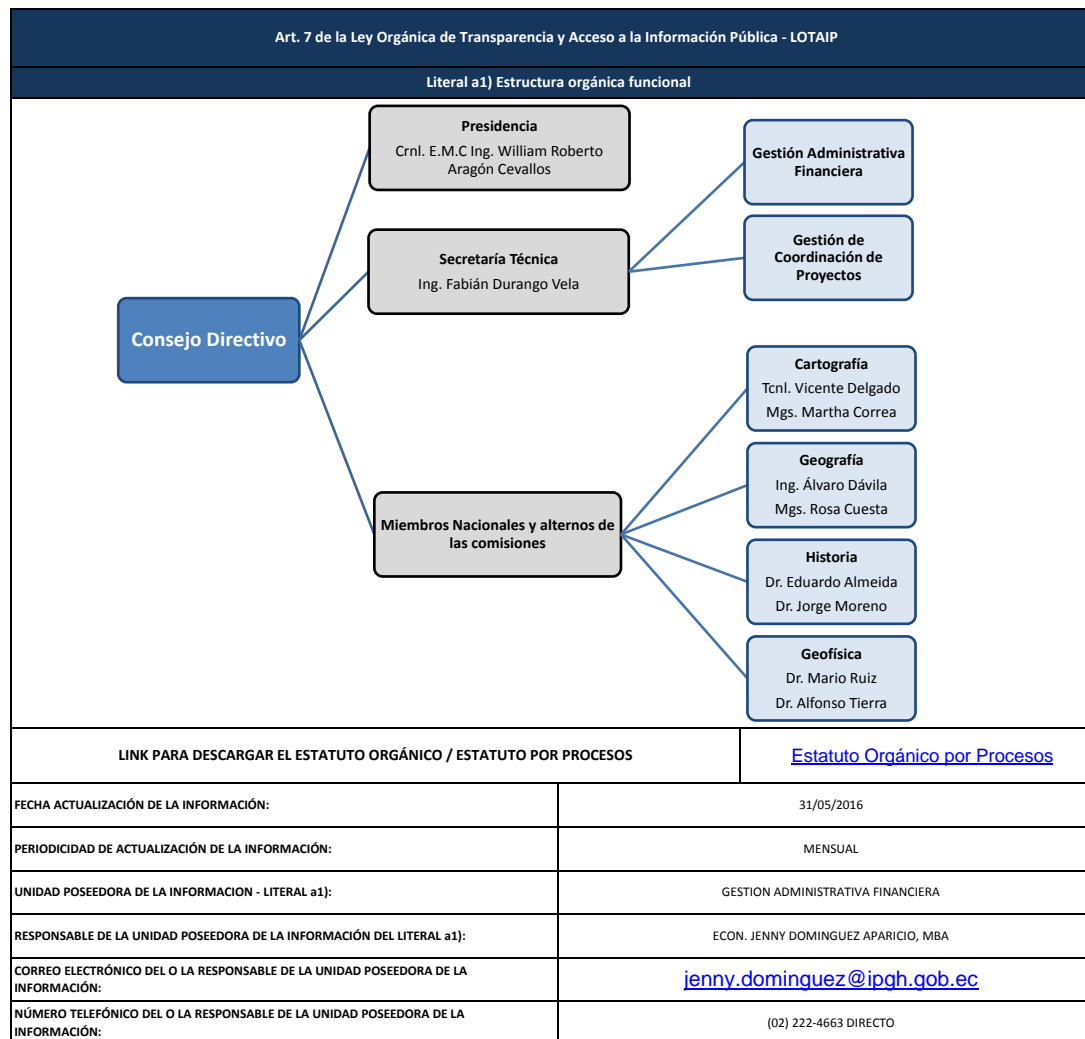 Art. 7 de la Ley Orgánica de Transparencia y Acceso a la Información Pública - LOTAIP
Literal a1) Estructura orgánica funcional
Consejo Directivo
Presidencia
Crnl. E.M.C Ing. William Roberto
Aragón Cevallos
Secretaría Técnica
Ing. Fabián Durango Vela
Gestión Administrativa
Financiera
Gestión de
Coordinación de
Proyectos
Miembros Nacionales y alternos de
las comisiones
Cartografía
Tcnl. Vicente Delgado
Mgs. Martha Correa
Geografía
Ing. Álvaro Dávila
Mgs. Rosa Cuesta
Historia
Dr. Eduardo Almeida
Dr. Jorge Moreno
Geofísica
Dr. Mario Ruiz
Dr. Alfonso Tierra
LINK PARA DESCARGAR EL ESTATUTO ORGÁNICO / ESTATUTO POR PROCESOS
Estatuto Orgánico por Procesos
FECHA ACTUALIZACIÓN DE LA INFORMACIÓN:
31/05/2016
PERIODICIDAD DE ACTUALIZACIÓN DE LA INFORMACIÓN:
MENSUAL
UNIDAD POSEEDORA DE LA INFORMACION - LITERAL a1):
GESTION ADMINISTRATIVA FINANCIERA
RESPONSABLE DE LA UNIDAD POSEEDORA DE LA INFORMACIÓN DEL LITERAL a1):
ECON. JENNY DOMINGUEZ APARICIO, MBA
CORREO ELECTRÓNICO DEL O LA RESPONSABLE DE LA UNIDAD POSEEDORA DE LA
INFORMACIÓN:
jenny.dominguez@ipgh.gob.ec
NÚMERO TELEFÓNICO DEL O LA RESPONSABLE DE LA UNIDAD POSEEDORA DE LA
INFORMACIÓN:
(02) 222-4663 DIRECTO